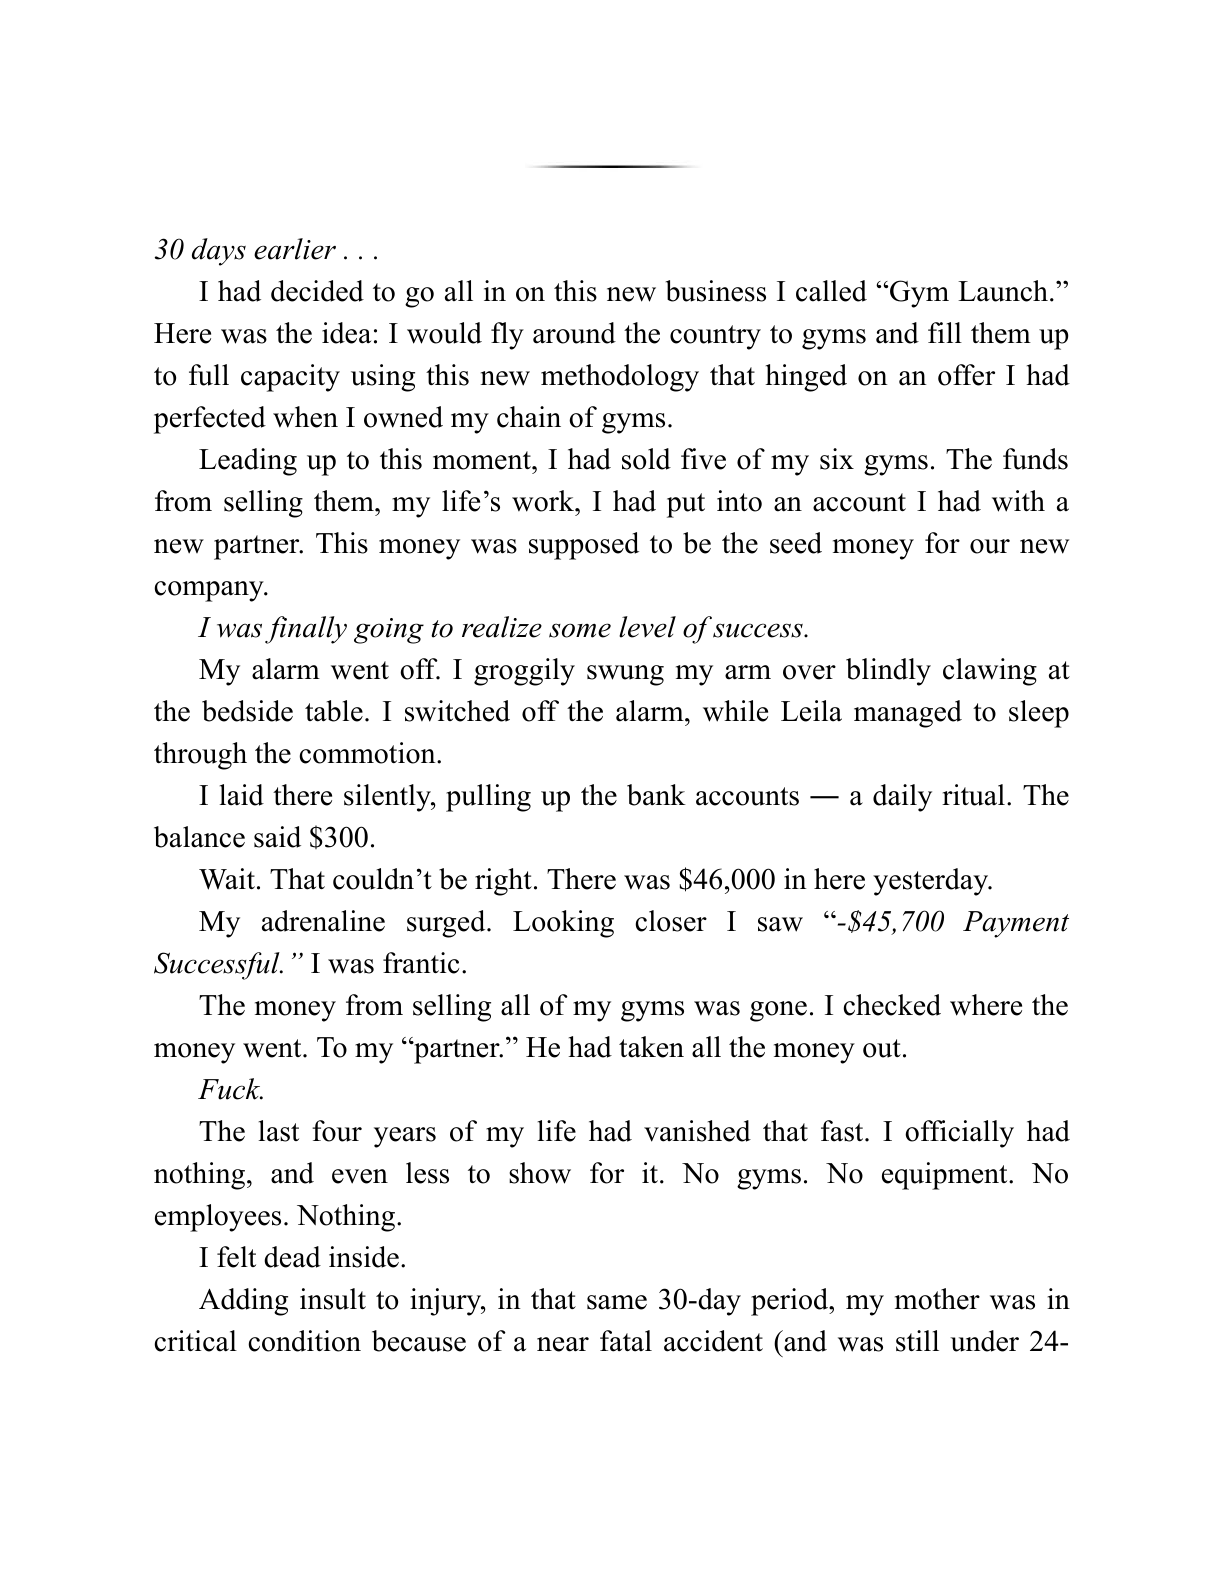 30 days earlier . . .
I had decided to go all in on this new business I called “Gym Launch.”
Here was the idea: I would fly around the country to gyms and fill them up
to full capacity using this new methodology that hinged on an offer I had
perfected when I owned my chain of gyms.
Leading up to this moment, I had sold five of my six gyms. The funds
from selling them, my life’s work, I had put into an account I had with a
new partner. This money was supposed to be the seed money for our new
company.
I was finally going to realize some level of success.
My alarm went off. I groggily swung my arm over blindly clawing at
the bedside table. I switched off the alarm, while Leila managed to sleep
through the commotion.
I laid there silently, pulling up the bank accounts — a daily ritual. The
balance said $300.
Wait. That couldn’t be right. There was $46,000 in here yesterday.
My adrenaline surged. Looking closer I saw “-$45,700 Payment
Successful.” I was frantic.
The money from selling all of my gyms was gone. I checked where the
money went. To my “partner.” He had taken all the money out.
Fuck.
The last four years of my life had vanished that fast. I officially had
nothing, and even less to show for it. No gyms. No equipment. No
employees. Nothing.
I felt dead inside.
Adding insult to injury, in that same 30-day period, my mother was in
critical condition because of a near fatal accident (and was still under 24-